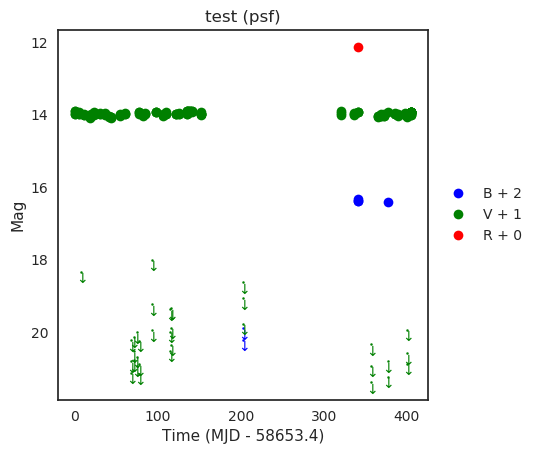 test (psf)
12
14
16
18
20
Mag
0
100
200
300
400
Time (MJD - 58653.4)
B + 2
V + 1
R + 0